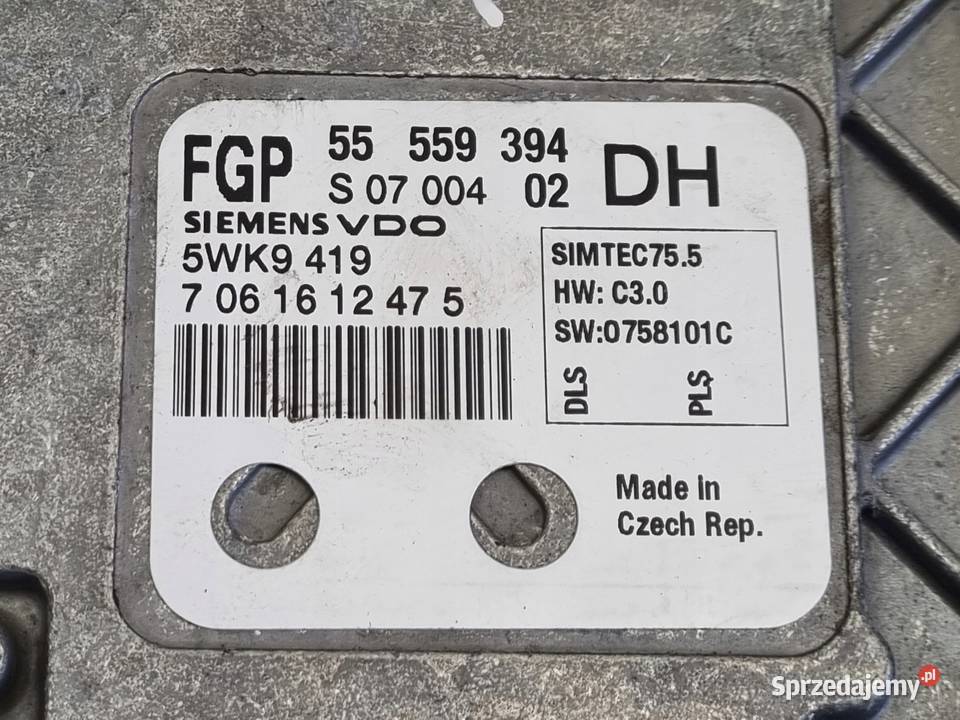 FGP 55 559 394 DH
S 07 004 02
SIEMENS VDO
5WK9 419
7 06 16 12 47 5
SIMTEC75.5
HW: C3.0
SW:0758101C
DLS PLS
Made in
Czech Rep.
Sprzedajemy.pl